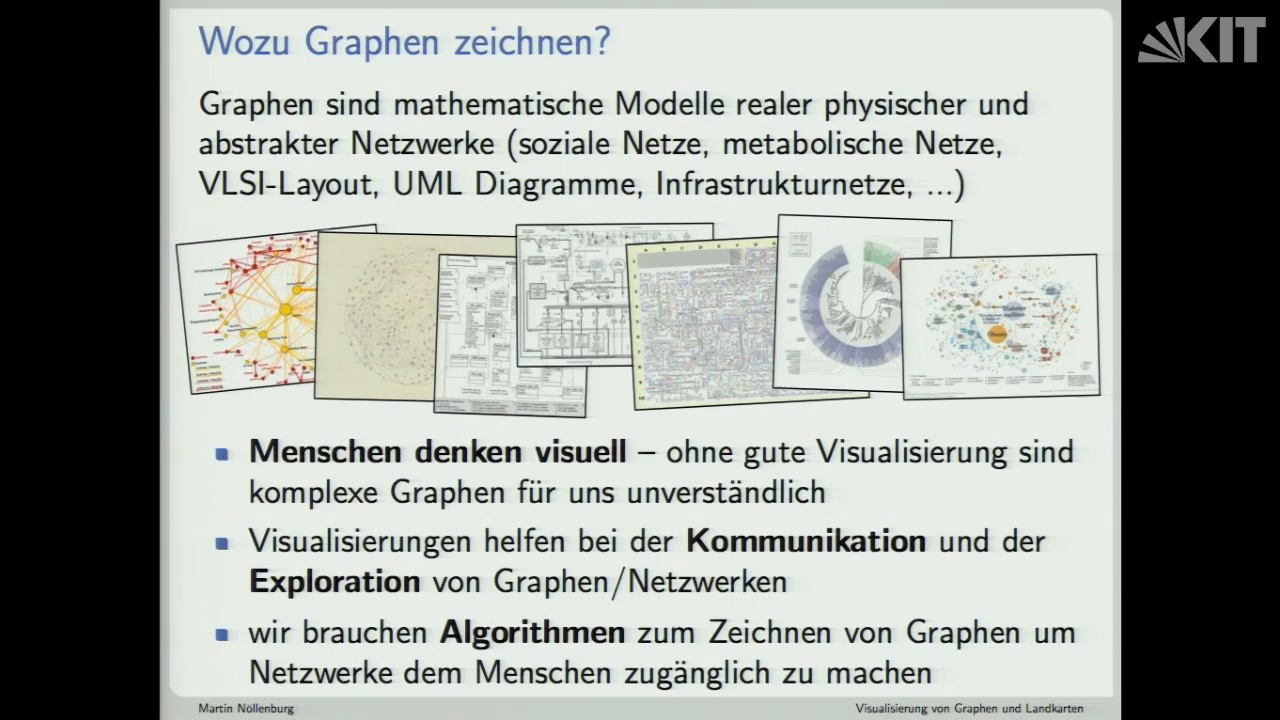 Wozu Graphen zeichnen?
KIT
Graphen sind mathematische Modelle realer physischer und
abstrakter Netzwerke (soziale Netze, metabolische Netze,
VLSI-Layout, UML Diagramme, Infrastrukturnetze, ...)
Menschen denken visuell – ohne gute Visualisierung sind
komplexe Graphen für uns unverständlich
Visualisierungen helfen bei der Kommunikation und der
Exploration von Graphen/Netzwerken
wir brauchen Algorithmen zum Zeichnen von Graphen um
Netzwerke dem Menschen zugänglich zu machen
Martin Nöllenburg
Visualisierung von Graphen und Landkarten